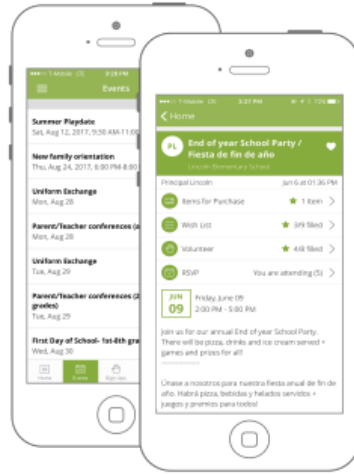 T-Mobile LTE 3:29 PM
Events
Summer Playdate
Sat, Aug 12, 2017, 9:30 AM-11:00
New family orientation
Thu, Aug 24, 2017, 6:00 PM-8:00
Uniform Exchange
Mon, Aug 28
Parent/Teacher conferences (a
Mon, Aug 28
Uniform Exchange
Tue, Aug 29
Parent/Teacher conferences (2
grades)
Tue, Aug 29
First Day of School- 1st-8th gra
Wed, Aug 30
Home Events Sign Ups
T-Mobile LTE 3:37 PM 72%
Home
PL
End of year School Party /
Fiesta de fin de año
Lincoln Elementary School
Principal Lincoln Jun 6 at 01:36 PM
Items for Purchase 1 item
Wish List 3/9 filled
Volunteer 4/8 filled
RSVP You are attending (5)
JUN
09
Friday, June 09
2:00 PM - 5:00 PM
Join us for our annual End of year School Party.
There will be pizza, drinks and ice cream served +
games and prizes for all!
Únase a nosotros para nuestra fiesta anual de fin de
año. Habrá pizza, bebidas y helados servidos +
juegos y premios para todos!